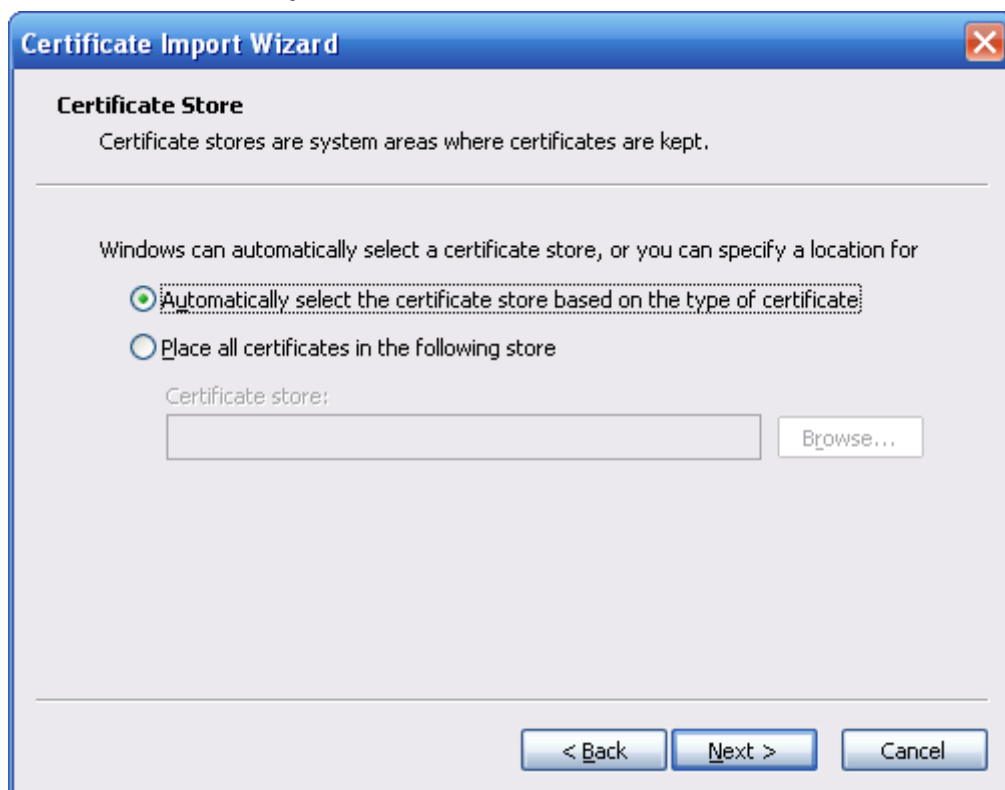 Certificate Import Wizard
Certificate Store
Certificate stores are system areas where certificates are kept.
Windows can automatically select a certificate store, or you can specify a location for
Automatically select the certificate store based on the type of certificate
Place all certificates in the following store
Certificate store:
Browse...
< Back Next > Cancel